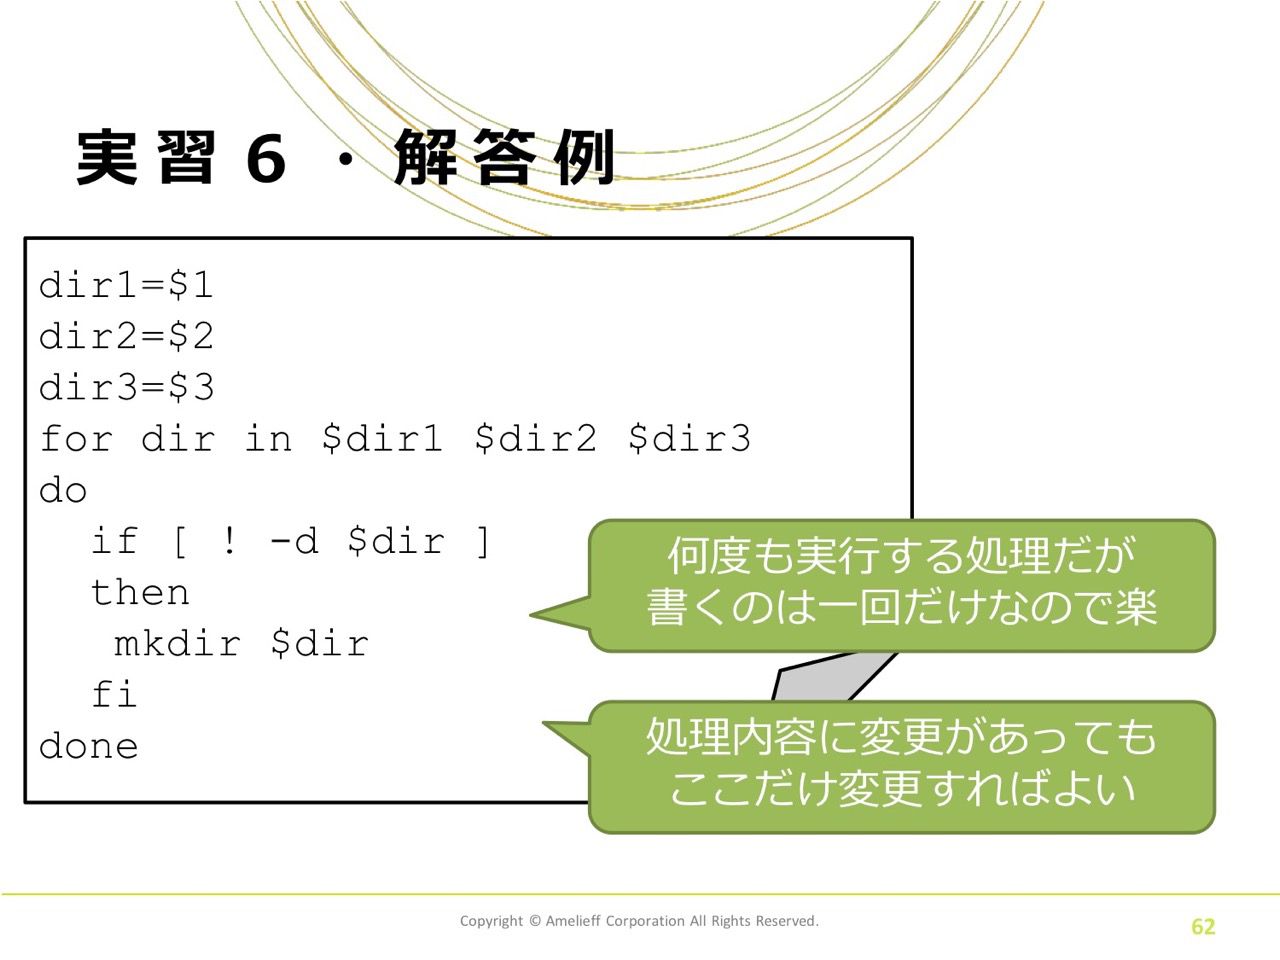 実習６・解答例
dir1=$1
dir2=$2
dir3=$3
for dir in $dir1 $dir2 $dir3
do
  if [ ! -d $dir ]
  then
   mkdir $dir
  fi
done
何度も実行する処理だが
書くのは一回だけなので楽
処理内容に変更があっても
ここだけ変更すればよい
Copyright © Amelieff Corporation All Rights Reserved.
62